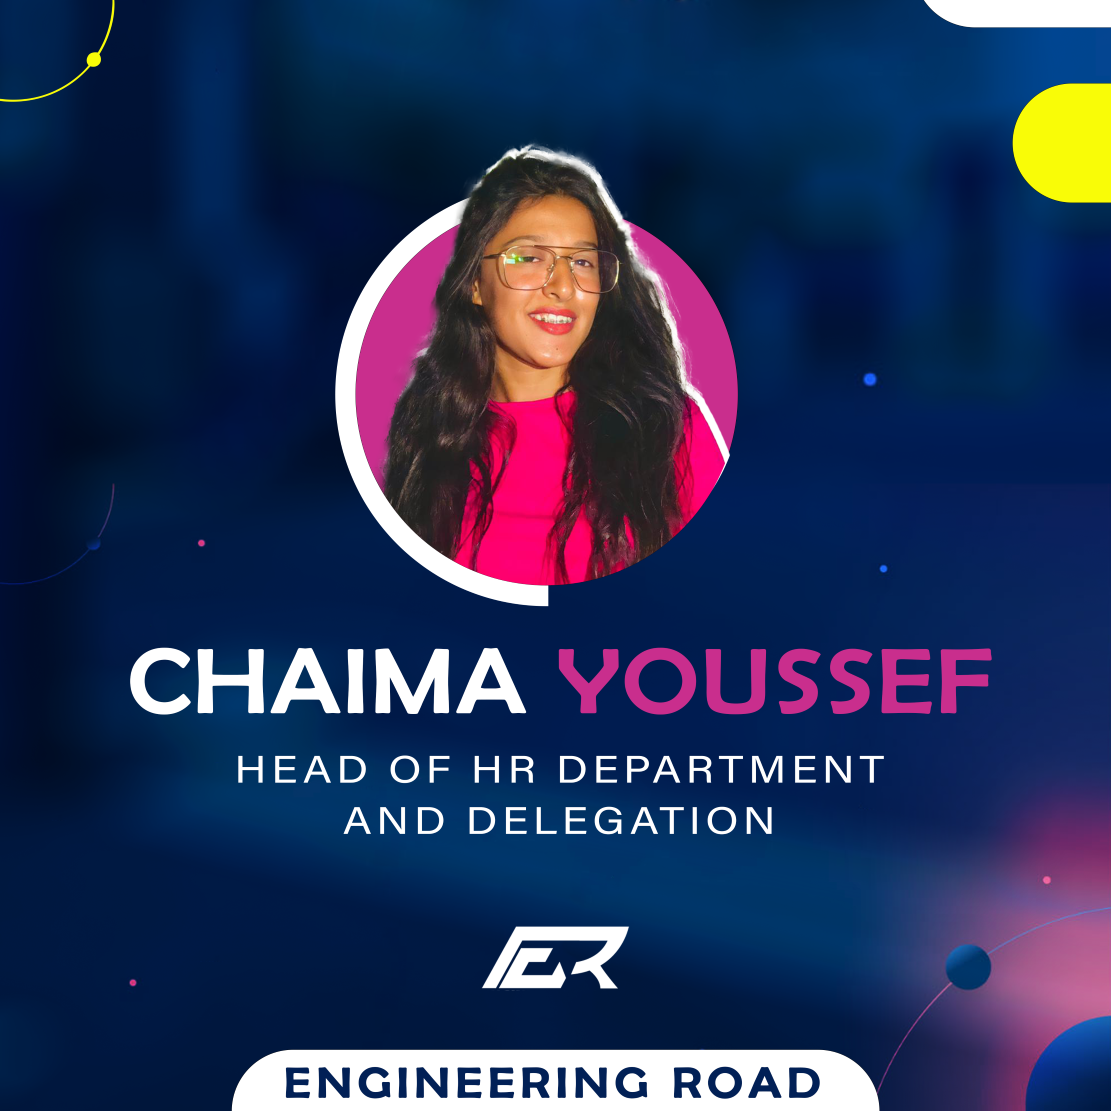 CHAIMA YOUSSEF
HEAD OF HR DEPARTMENT
AND DELEGATION
ER
ENGINEERING ROAD